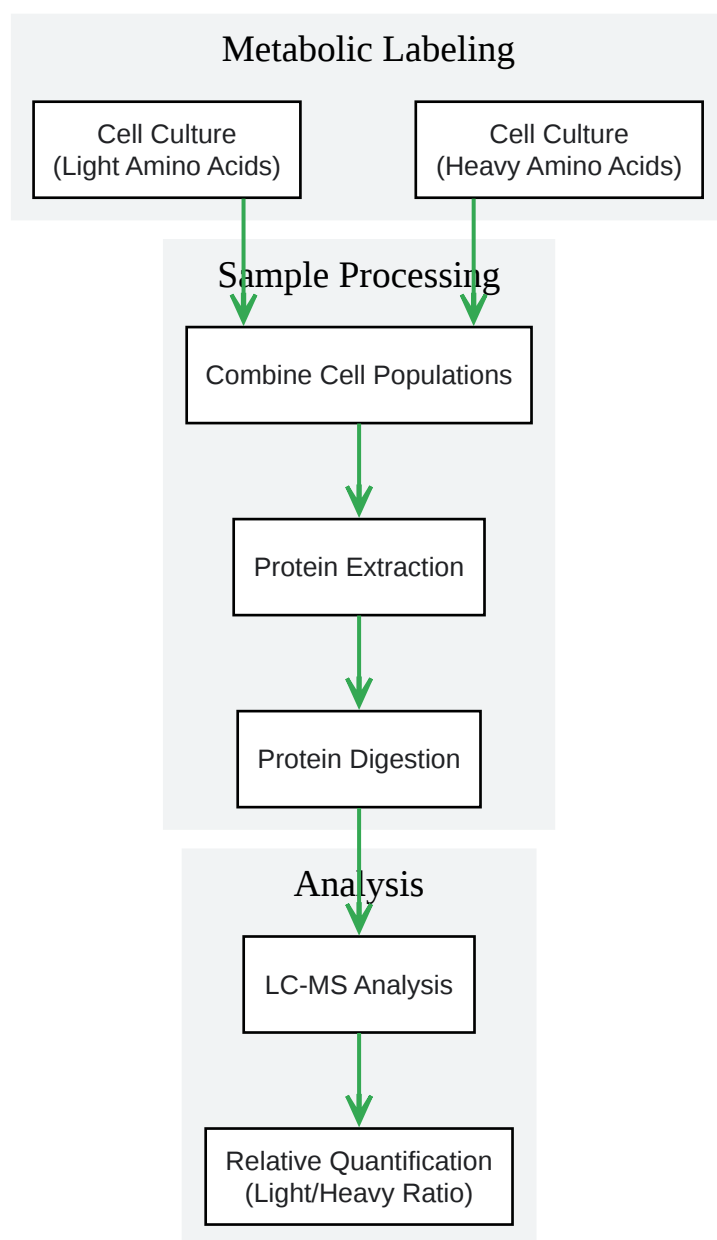 Metabolic Labeling
Cell Culture
(Light Amino Acids)
Cell Culture
(Heavy Amino Acids)
Sample Processing
Combine Cell Populations
Protein Extraction
Protein Digestion
Analysis
LC-MS Analysis
Relative Quantification
(Light/Heavy Ratio)